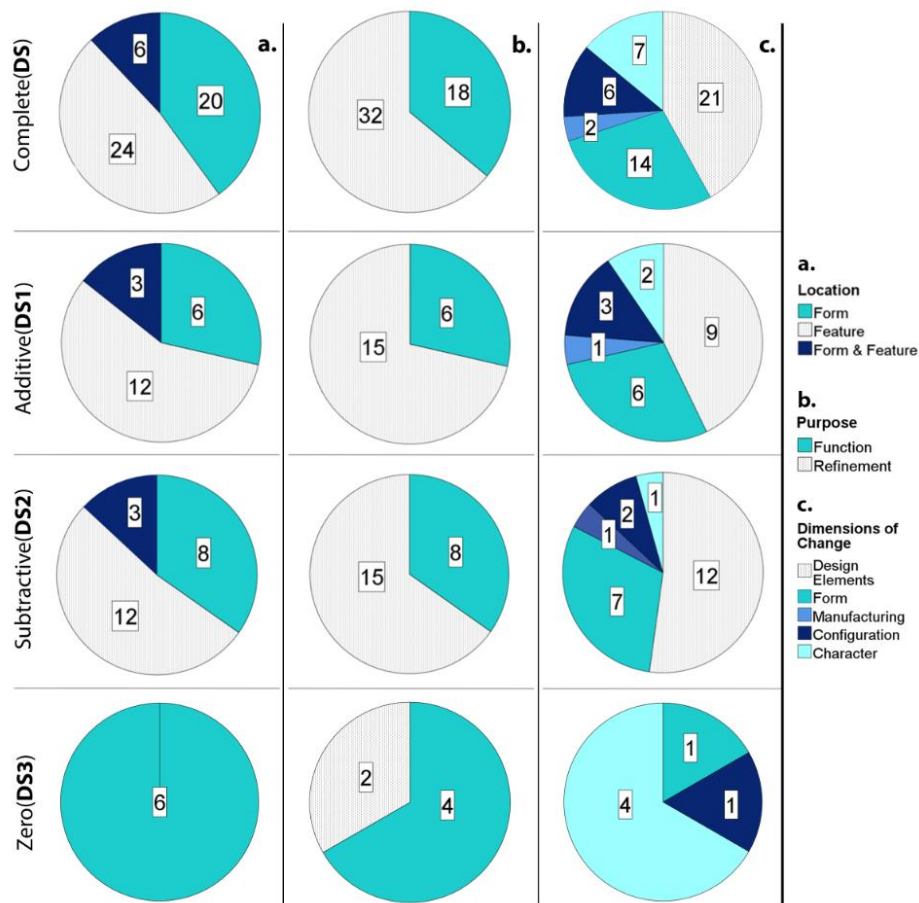 Complete(DS)
a.
6
20
24
b.
18
32
c.
7
21
6
2
14
Additive(DS1)
3
6
12
6
15
2
3
9
1
6
Subtractive(DS2)
3
8
12
8
15
1
2
1
12
7
Zero(DS3)
6
2
4
1
4
1
a.
Location
Form
Feature
Form & Feature
b.
Purpose
Function
Refinement
c.
Dimensions of
Change
Design
Elements
Form
Manufacturing
Configuration
Character